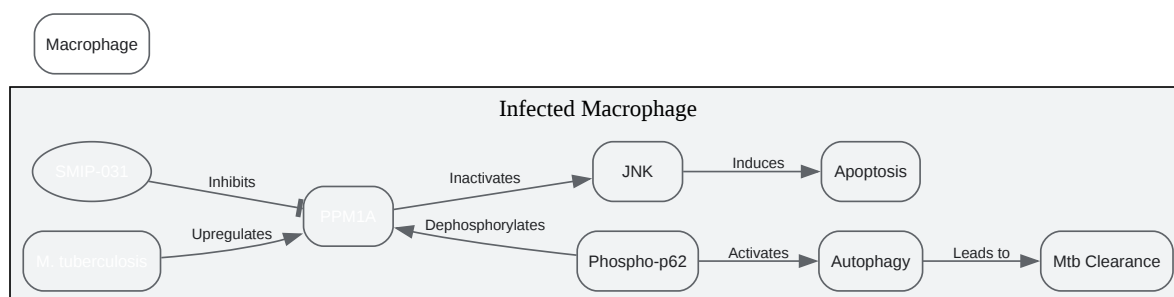 Macrophage
Infected Macrophage
SMIP-031
Inhibits
PPM1A
Inactivates
JNK
Induces
Apoptosis
M. tuberculosis
Upregulates
Dephosphorylates
Phospho-p62
Activates
Autophagy
Leads to
Mtb Clearance